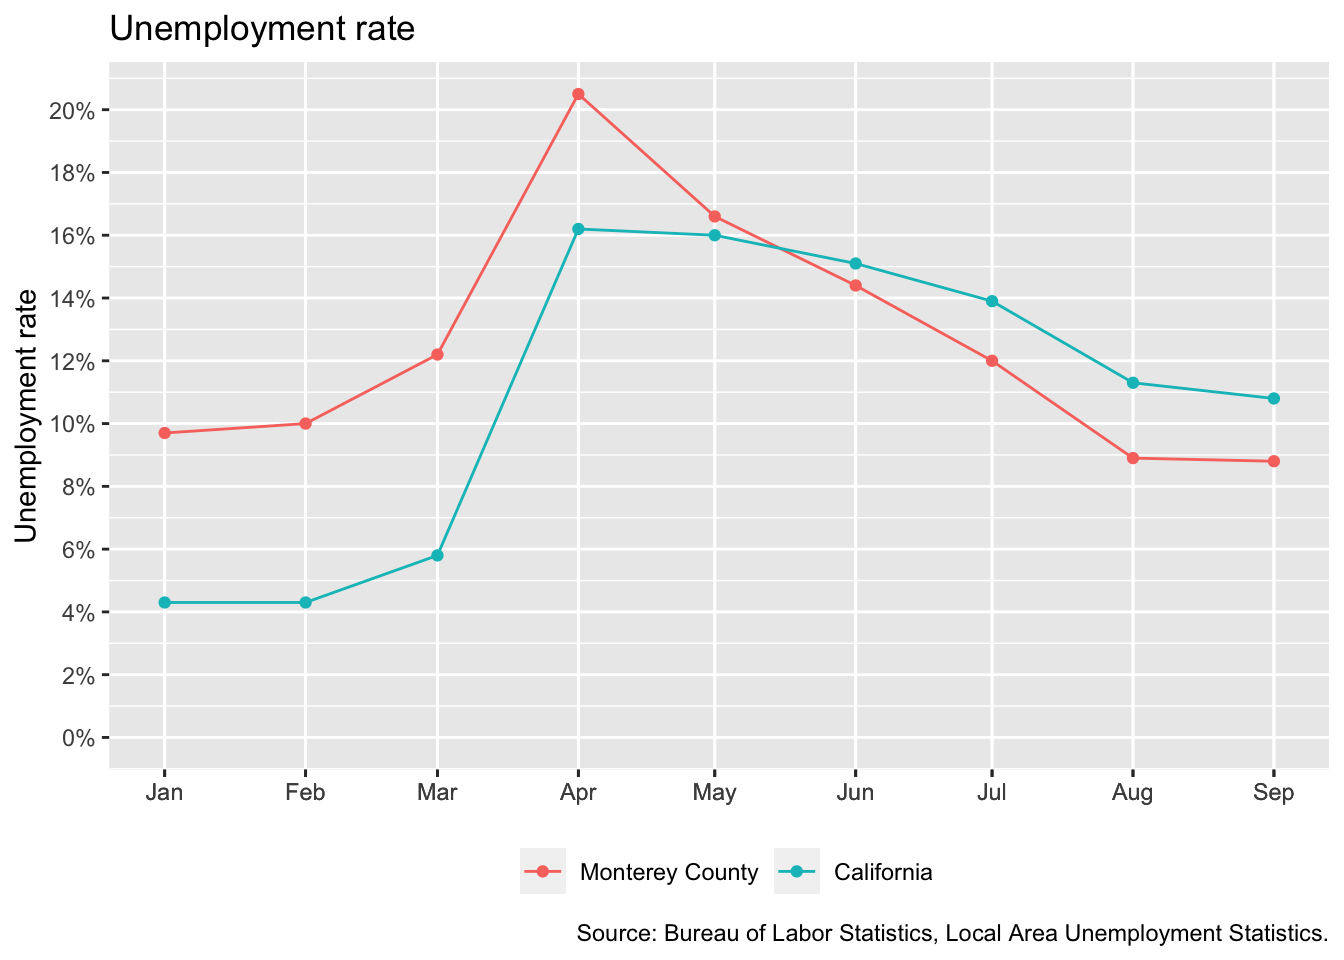 Unemployment rate
Unemployment rate
20%
18%
16%
14%
12%
10%
8%
6%
4%
2%
0%
Jan Feb Mar Apr May Jun Jul Aug Sep
Monterey County California
Source: Bureau of Labor Statistics, Local Area Unemployment Statistics.